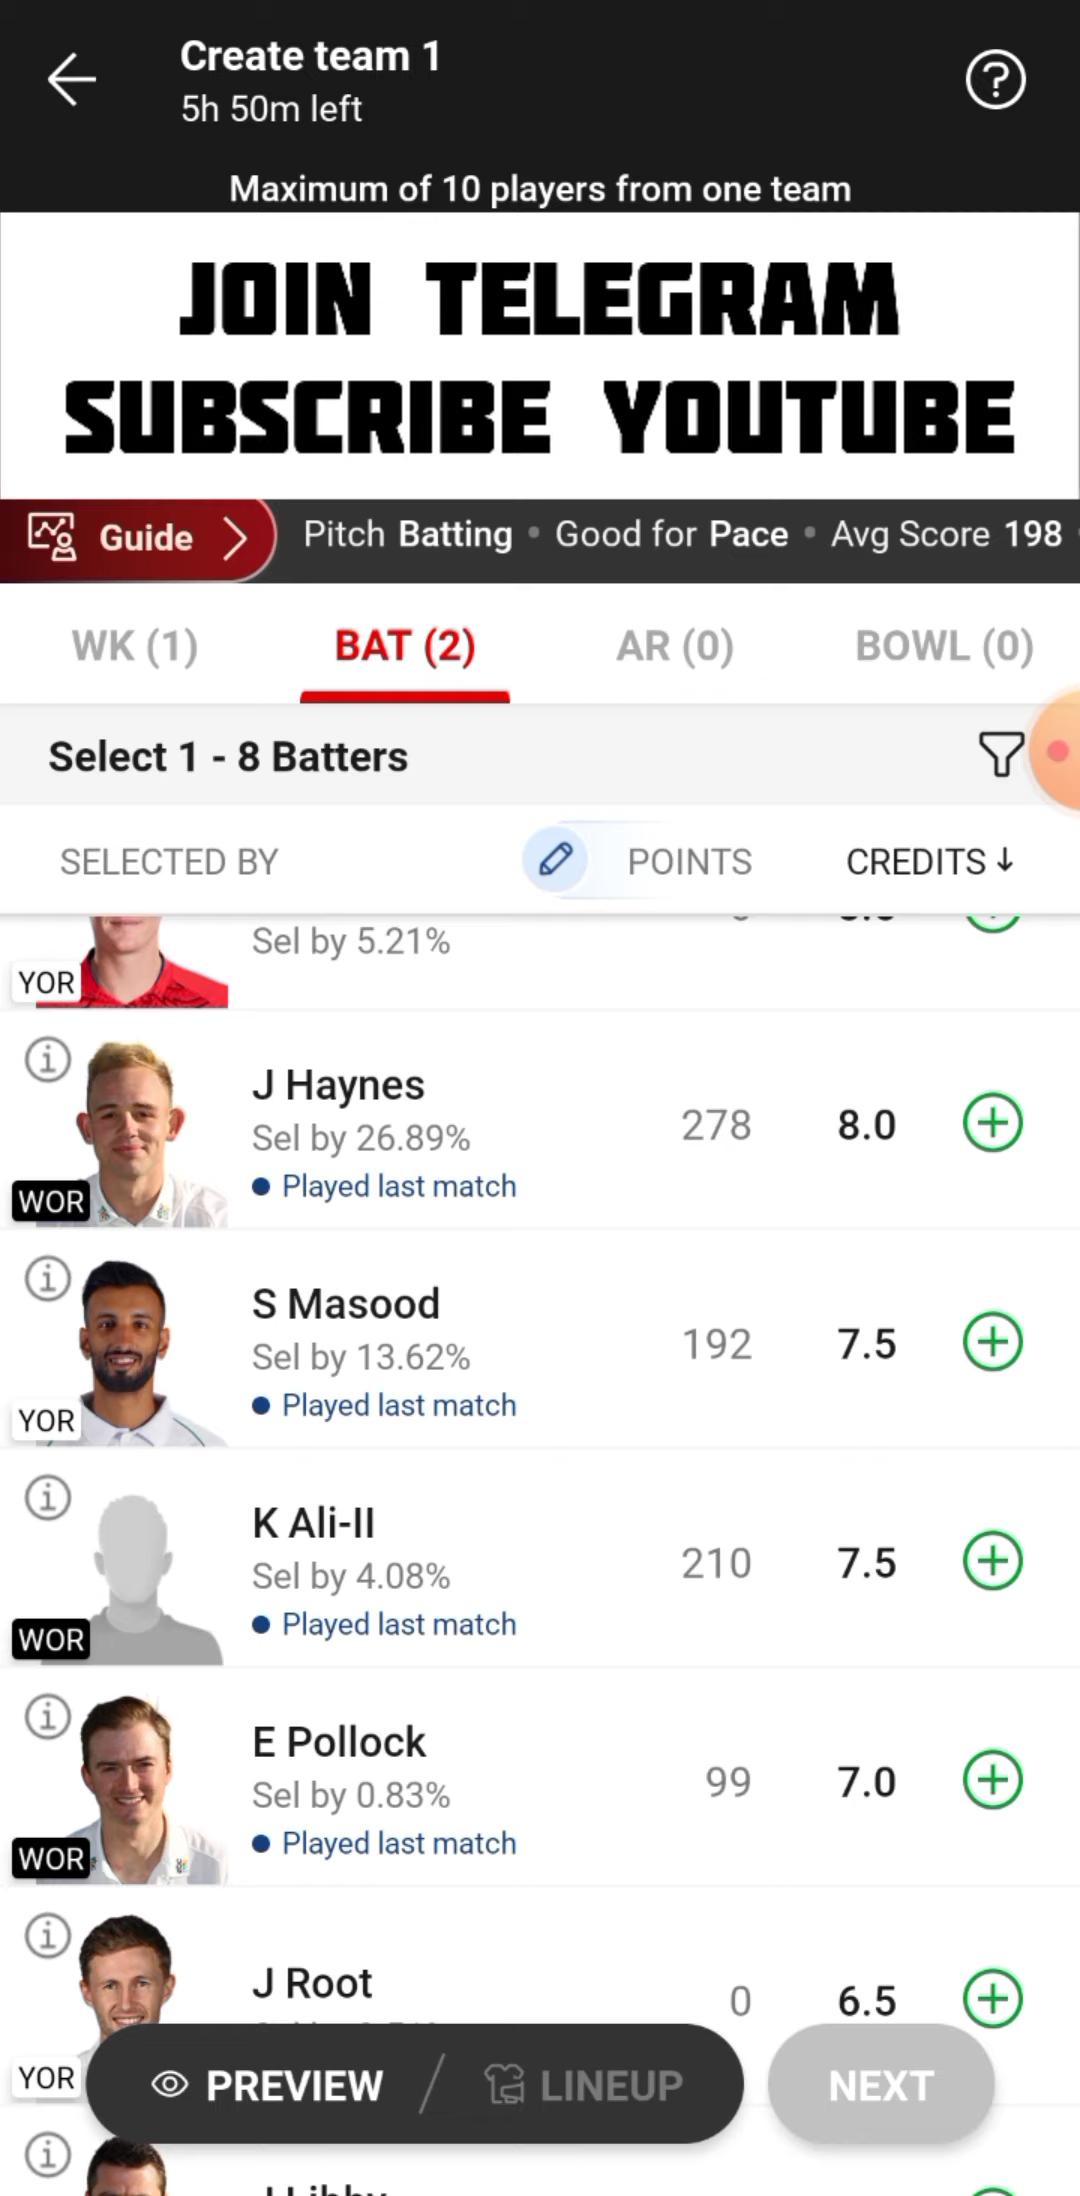 Create team 1
5h 50m left
Maximum of 10 players from one team
JOIN TELEGRAM
SUBSCRIBE YOUTUBE
Guide
Pitch Batting • Good for Pace • Avg Score 198
WK (1) BAT (2) AR (0) BOWL (0)
Select 1 - 8 Batters
SELECTED BY POINTS CREDITS ↓
Sel by 5.21%
YOR
J Haynes
Sel by 26.89% 278 8.0
Played last match
WOR
S Masood
Sel by 13.62% 192 7.5
Played last match
YOR
K Ali-II
Sel by 4.08% 210 7.5
Played last match
WOR
E Pollock
Sel by 0.83% 99 7.0
Played last match
WOR
J Root 0 6.5
YOR
PREVIEW / LINEUP NEXT